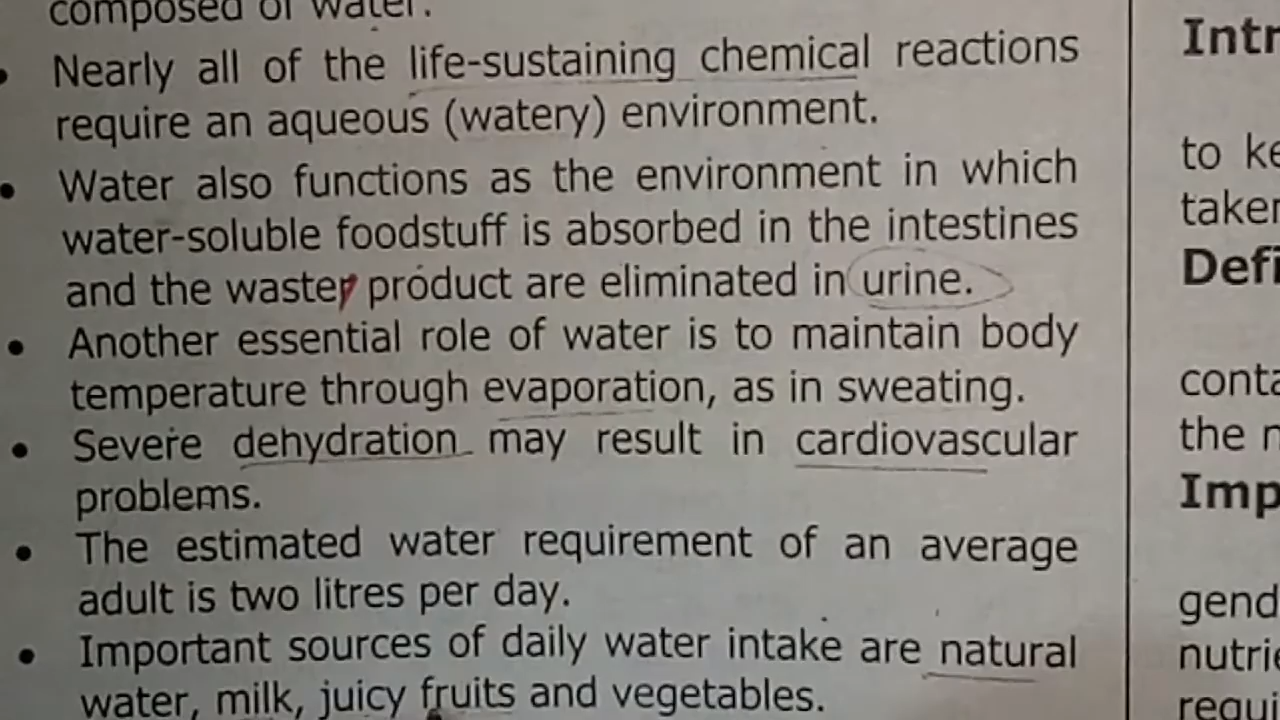 composed of water.
• Nearly all of the life-sustaining chemical reactions
require an aqueous (watery) environment.
• Water also functions as the environment in which
water-soluble foodstuff is absorbed in the intestines
and the waster product are eliminated in urine.
• Another essential role of water is to maintain body
temperature through evaporation, as in sweating.
• Severe dehydration may result in cardiovascular
problems.
• The estimated water requirement of an average
adult is two litres per day.
• Important sources of daily water intake are natural
water, milk, juicy fruits and vegetables.
Intr
to ke
taken
Defi
conta
the n
Imp
gend
nutrie
requi